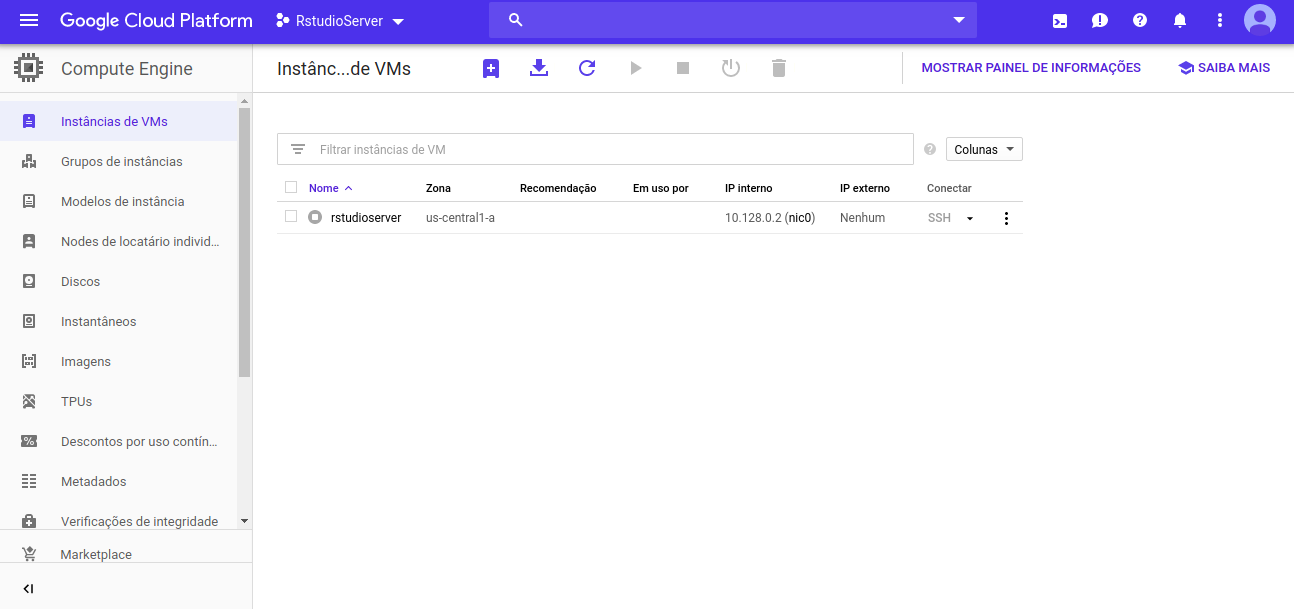 Google Cloud Platform RstudioServer
Compute Engine
Instânc...de VMs MOSTRAR PAINEL DE INFORMAÇÕES SAIBA MAIS
Instâncias de VMs
Grupos de instâncias
Modelos de instância
Nodes de locatário individ...
Discos
Instantâneos
Imagens
TPUs
Descontos por uso contín...
Metadados
Verificações de integridade
Marketplace
Filtrar instâncias de VM Colunas
Nome Zona Recomendação Em uso por IP interno IP externo Conectar
rstudioserver us-central1-a 10.128.0.2 (nic0) Nenhum SSH